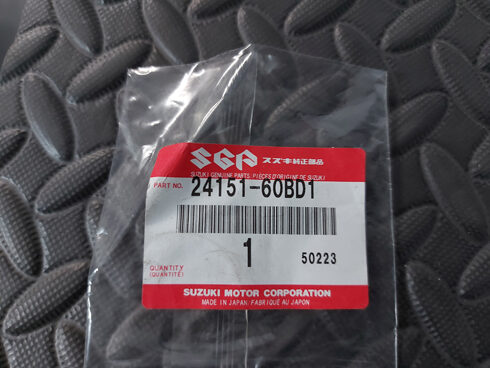 SGP スズキ純正部品
SUZUKI GENUINE PARTS PIÈCES D'ORIGINE DE SUZUKI
PART NO. 24151-60BD1
1 50223
QUANTITY
(QUANTITÉ)
SUZUKI MOTOR CORPORATION
MADE IN JAPAN/FABRIQUÉ AU JAPON